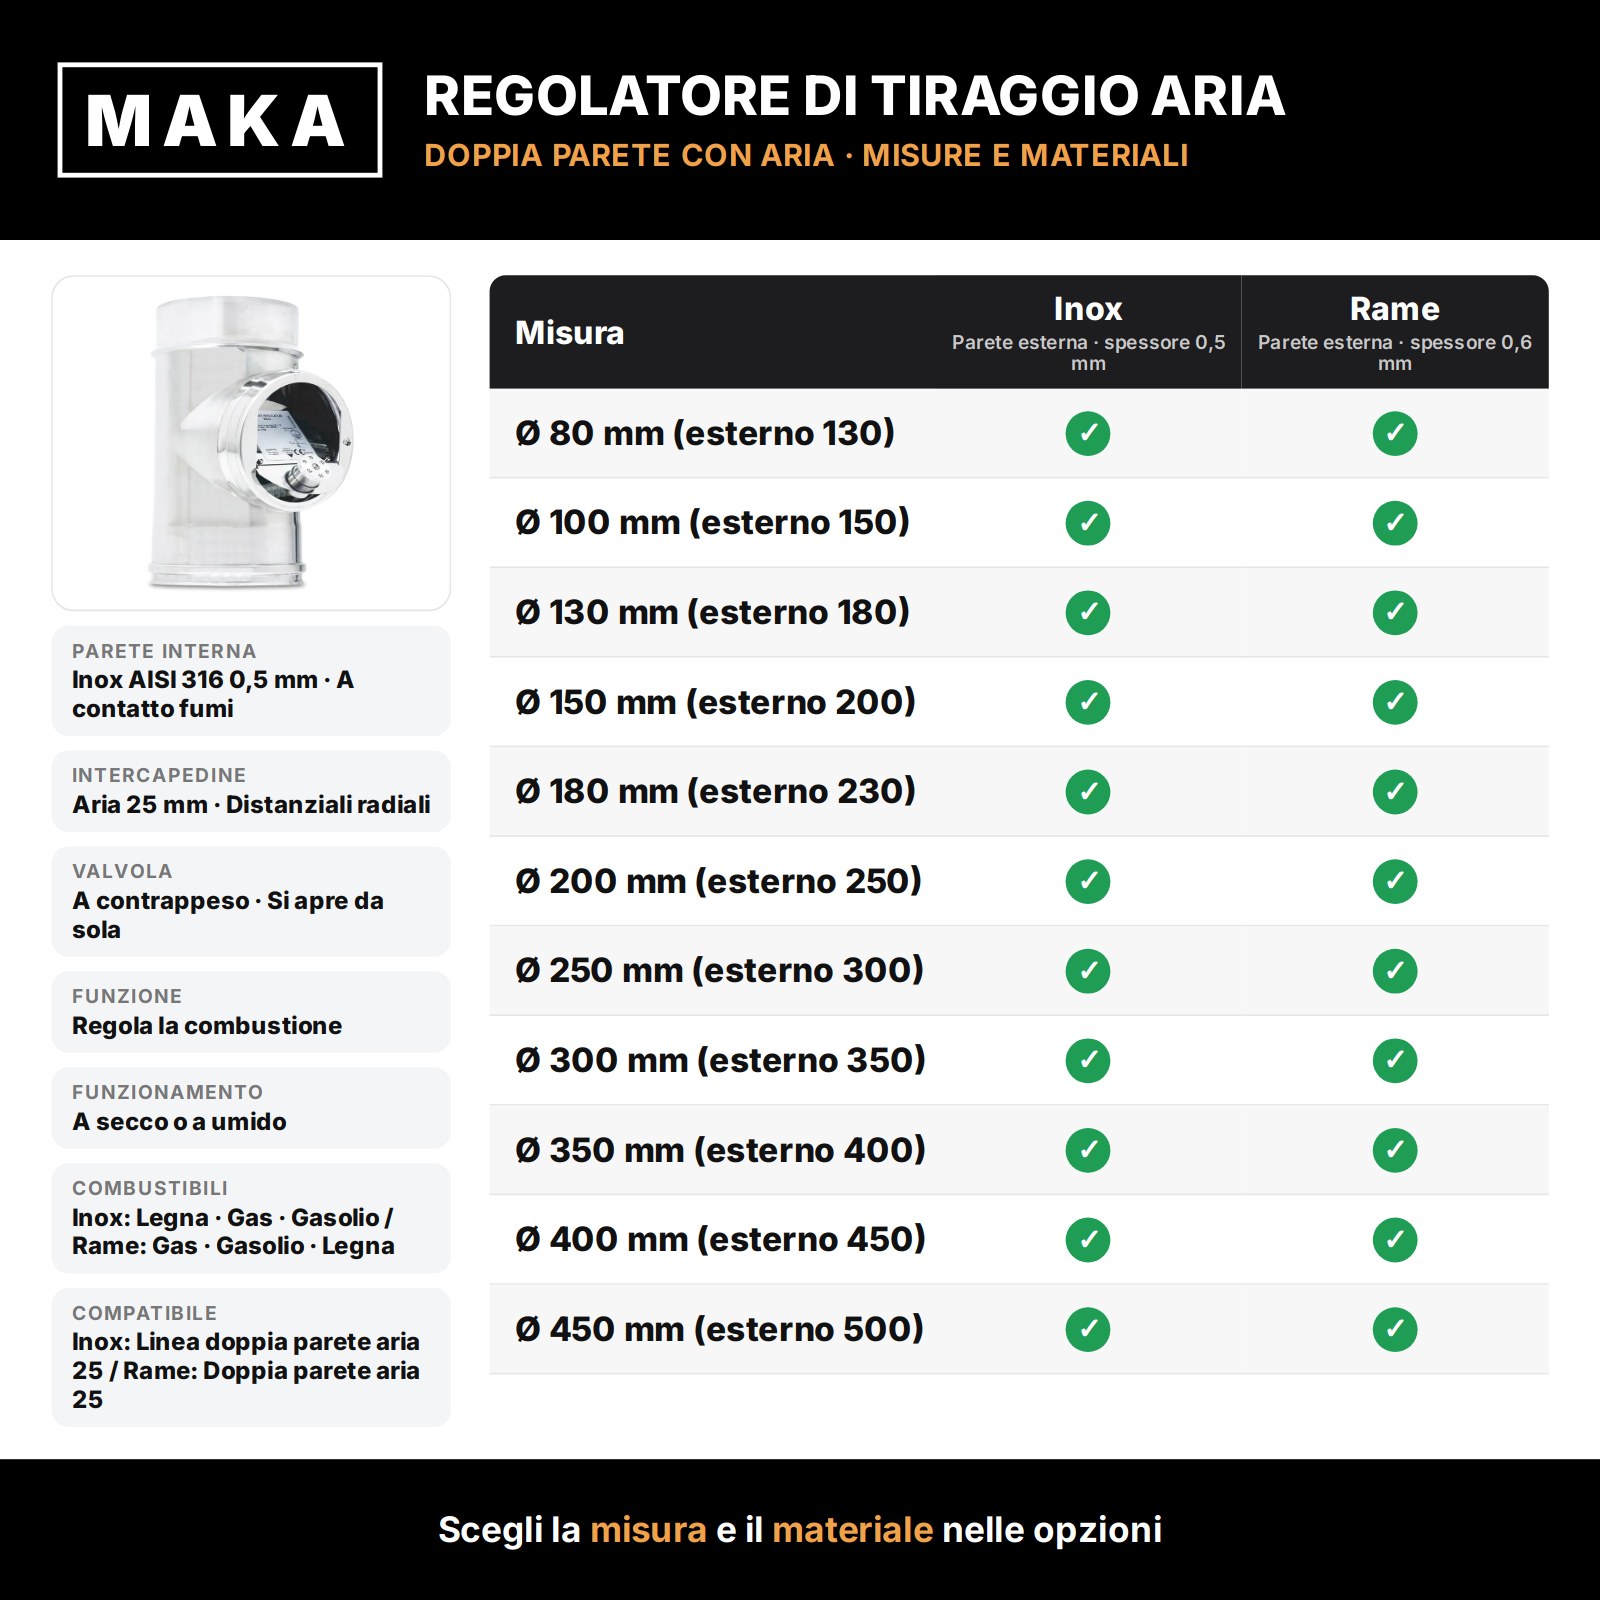 MAKA
REGOLATORE DI TIRAGGIO ARIA
DOPPIA PARETE CON ARIA · MISURE E MATERIALI
PARETE INTERNA
Inox AISI 316 0,5 mm · A
contatto fumi
INTERCAPEDINE
Aria 25 mm · Distanziali radiali
VALVOLA
A contrappeso · Si apre da
sola
FUNZIONE
Regola la combustione
FUNZIONAMENTO
A secco o a umido
COMBUSTIBILI
Inox: Legna · Gas · Gasolio /
Rame: Gas · Gasolio · Legna
COMPATIBILE
Inox: Linea doppia parete aria
25 / Rame: Doppia parete aria
25
Misura
Inox
Parete esterna · spessore 0,5
mm
Rame
Parete esterna · spessore 0,6
mm
Ø 80 mm (esterno 130) ✓ ✓
Ø 100 mm (esterno 150) ✓ ✓
Ø 130 mm (esterno 180) ✓ ✓
Ø 150 mm (esterno 200) ✓ ✓
Ø 180 mm (esterno 230) ✓ ✓
Ø 200 mm (esterno 250) ✓ ✓
Ø 250 mm (esterno 300) ✓ ✓
Ø 300 mm (esterno 350) ✓ ✓
Ø 350 mm (esterno 400) ✓ ✓
Ø 400 mm (esterno 450) ✓ ✓
Ø 450 mm (esterno 500) ✓ ✓
Scegli la misura e il materiale nelle opzioni